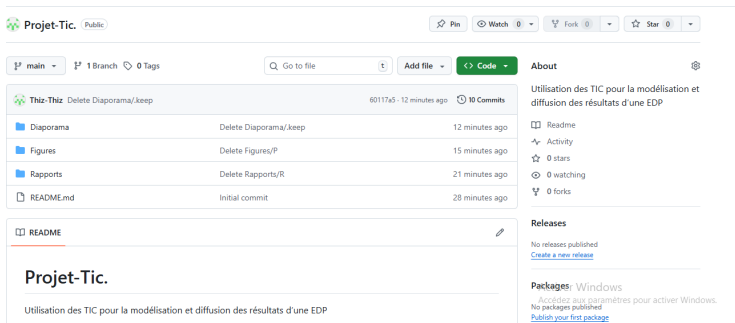 Projet-Tic. Public
Pin Watch 0 Fork 0 Star 0
main 1 Branch 0 Tags Go to file t Add file Code
About
Utilisation des TIC pour la modélisation et
diffusion des résultats d'une EDP
Readme
Activity
0 stars
0 watching
0 forks
Thiz-Thiz Delete Diaporama/.keep 60117a5 · 12 minutes ago 10 Commits
Diaporama Delete Diaporama/.keep 12 minutes ago
Figures Delete Figures/P 15 minutes ago
Rapports Delete Rapports/R 21 minutes ago
README.md Initial commit 28 minutes ago
README
Projet-Tic.
Utilisation des TIC pour la modélisation et diffusion des résultats d'une EDP
Releases
No releases published
Create a new release
Packages
No packages published
Publish your first package
Activer Windows
Accédez aux paramètres pour activer Windows.